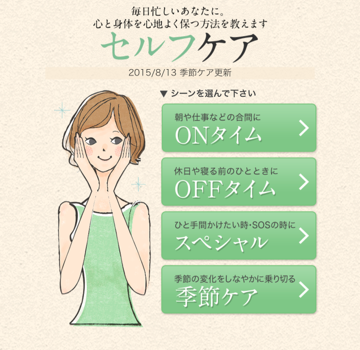 毎日忙しいあなたに。
心と身体を心地よく保つ方法を教えます
セルフケア
2015/8/13 季節ケア更新
▼ シーンを選んで下さい
朝や仕事などの合間に
ONタイム
休日や寝る前のひとときに
OFFタイム
ひと手間かけたい時・SOSの時に
スペシャル
季節の変化をしなやかに乗り切る
季節ケア